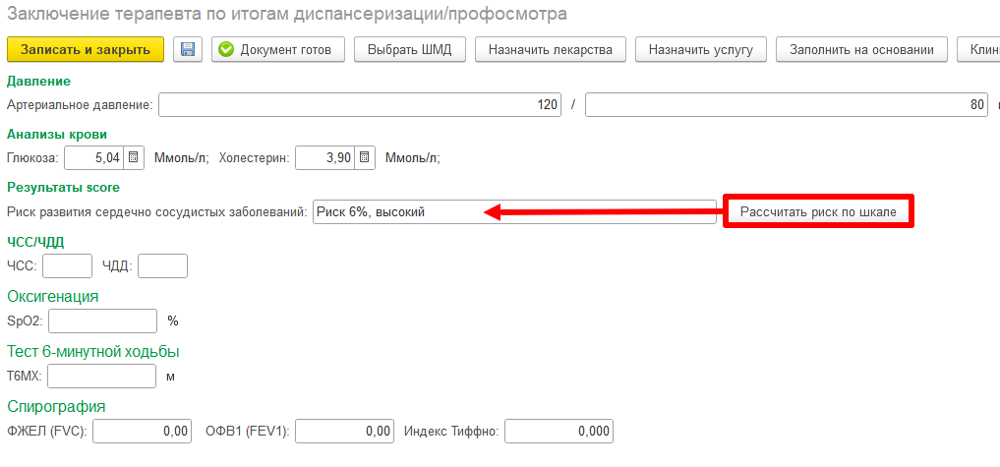 Заключение терапевта по итогам диспансеризации/профосмотра
Записать и закрыть Документ готов Выбрать ШМД Назначить лекарства Назначить услугу Заполнить на основании
Давление
Артериальное давление: 120 / 80
Анализы крови
Глюкоза: 5,04 Ммоль/л; Холестерин: 3,90 Ммоль/л;
Результаты score
Риск развития сердечно сосудистых заболеваний: Риск 6%, высокий Рассчитать риск по шкале
ЧСС/ЧДД
ЧСС: ЧДД:
Оксигенация
SpO2: %
Тест 6-минутной ходьбы
Т6МХ: м
Спирография
ФЖЕЛ (FVC): 0,00 ОФВ1 (FEV1): 0,00 Индекс Тиффно: 0,000